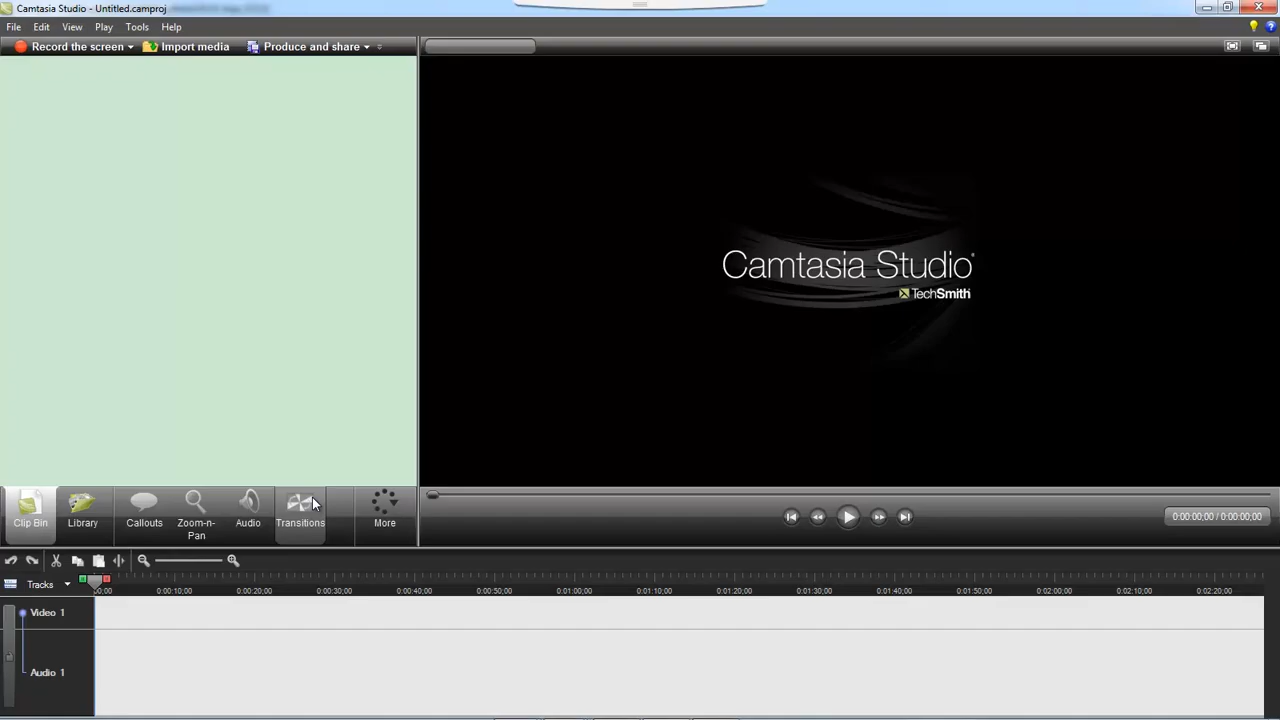 Camtasia Studio - Untitled.camproj
File Edit View Play Tools Help
Record the screen Import media Produce and share
Camtasia Studio®
TechSmith
Clip Bin Library Callouts Zoom-n-Pan Audio Transitions More
0:00:00;00 / 0:00:00;00
Tracks 00;00 0:00:10;00 0:00:20;00 0:00:30;00 0:00:40;00 0:00:50;00 0:01:00;00 0:01:10;00 0:01:20;00 0:01:30;00 0:01:40;00 0:01:50;00 0:02:00;00 0:02:10;00 0:02:20;00
Video 1
Audio 1